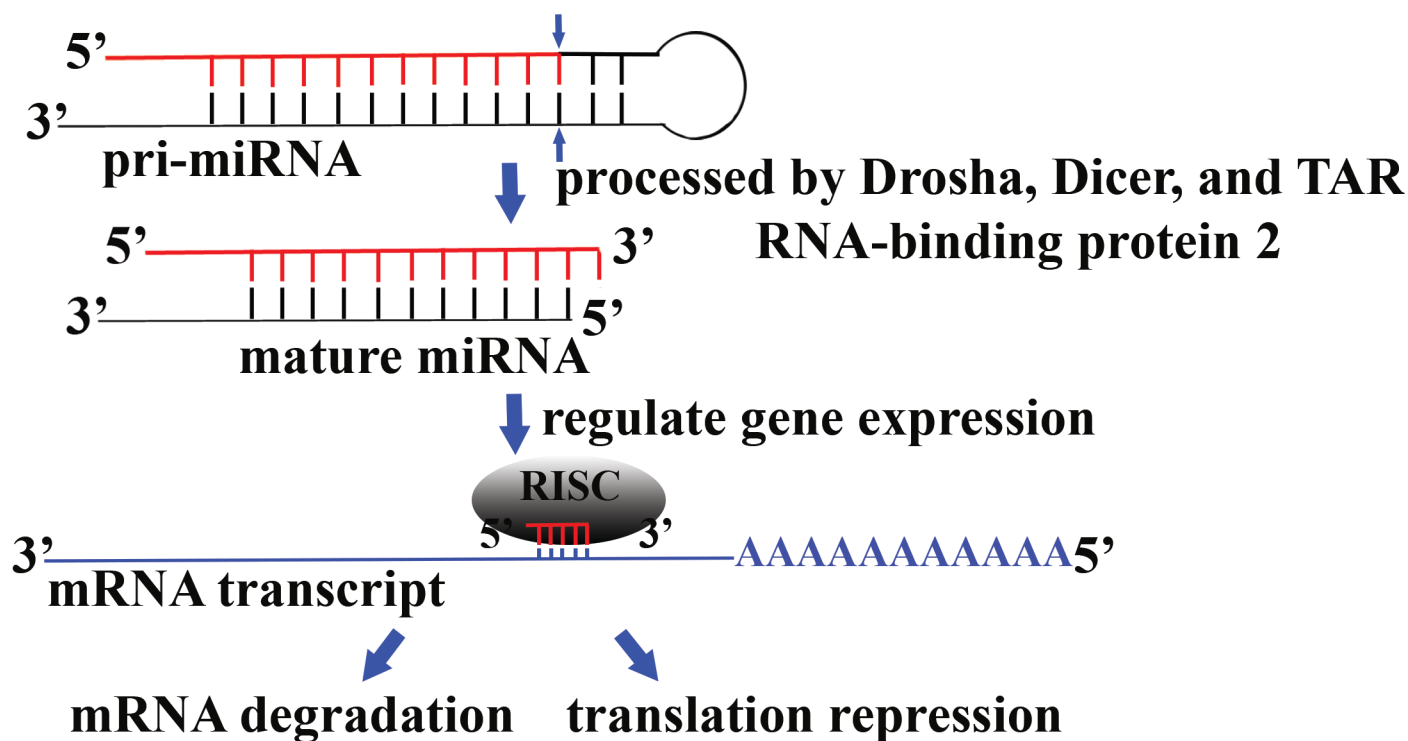 5’
3’
pri-miRNA
processed by Drosha, Dicer, and TAR
RNA-binding protein 2
5’ 3’
3’ 5’
mature miRNA
regulate gene expression
RISC
5’ 3’
3’ AAAAAAAAAAA5’
mRNA transcript
mRNA degradation translation repression